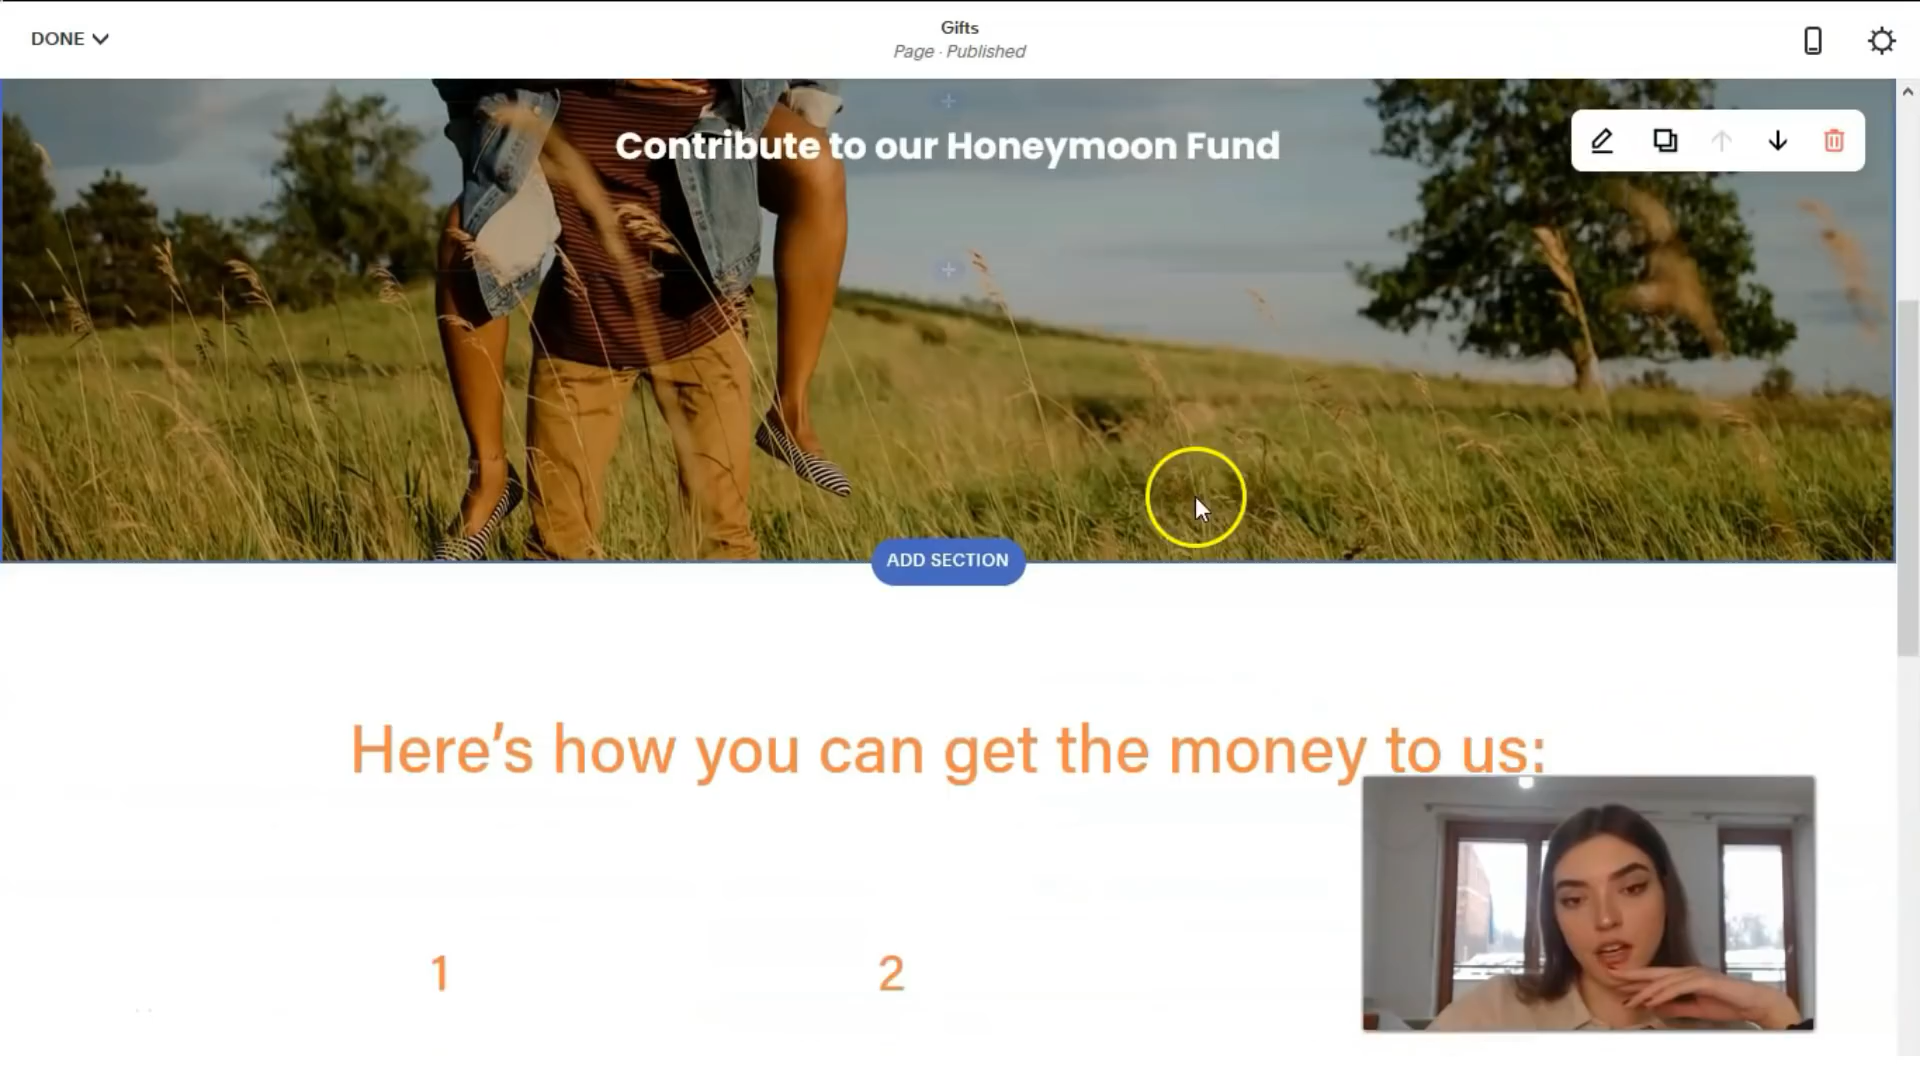 DONE
Gifts
Page · Published
Contribute to our Honeymoon Fund
ADD SECTION
Here’s how you can get the money to us:
1
2